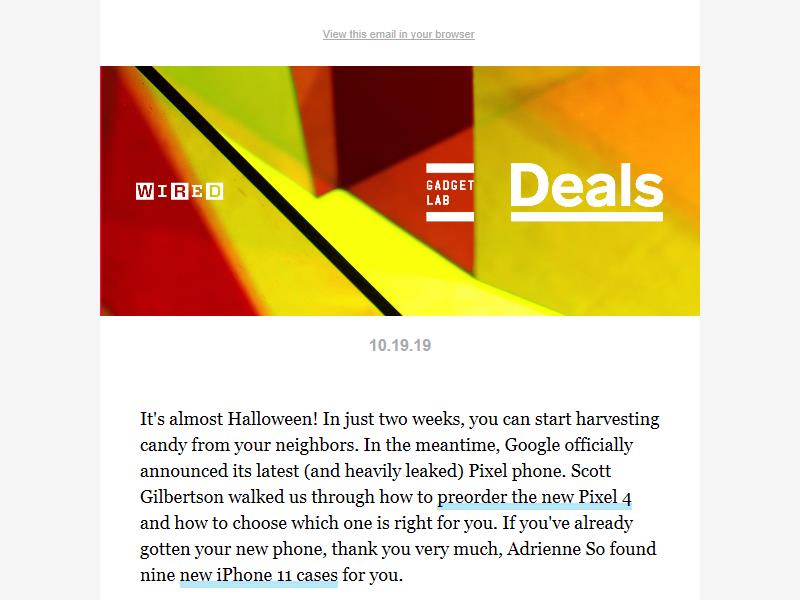 View this email in your browser
WIRED
GADGET
LAB
Deals
10.19.19
It's almost Halloween! In just two weeks, you can start harvesting
candy from your neighbors. In the meantime, Google officially
announced its latest (and heavily leaked) Pixel phone. Scott
Gilbertson walked us through how to preorder the new Pixel 4
and how to choose which one is right for you. If you've already
gotten your new phone, thank you very much, Adrienne So found
nine new iPhone 11 cases for you.